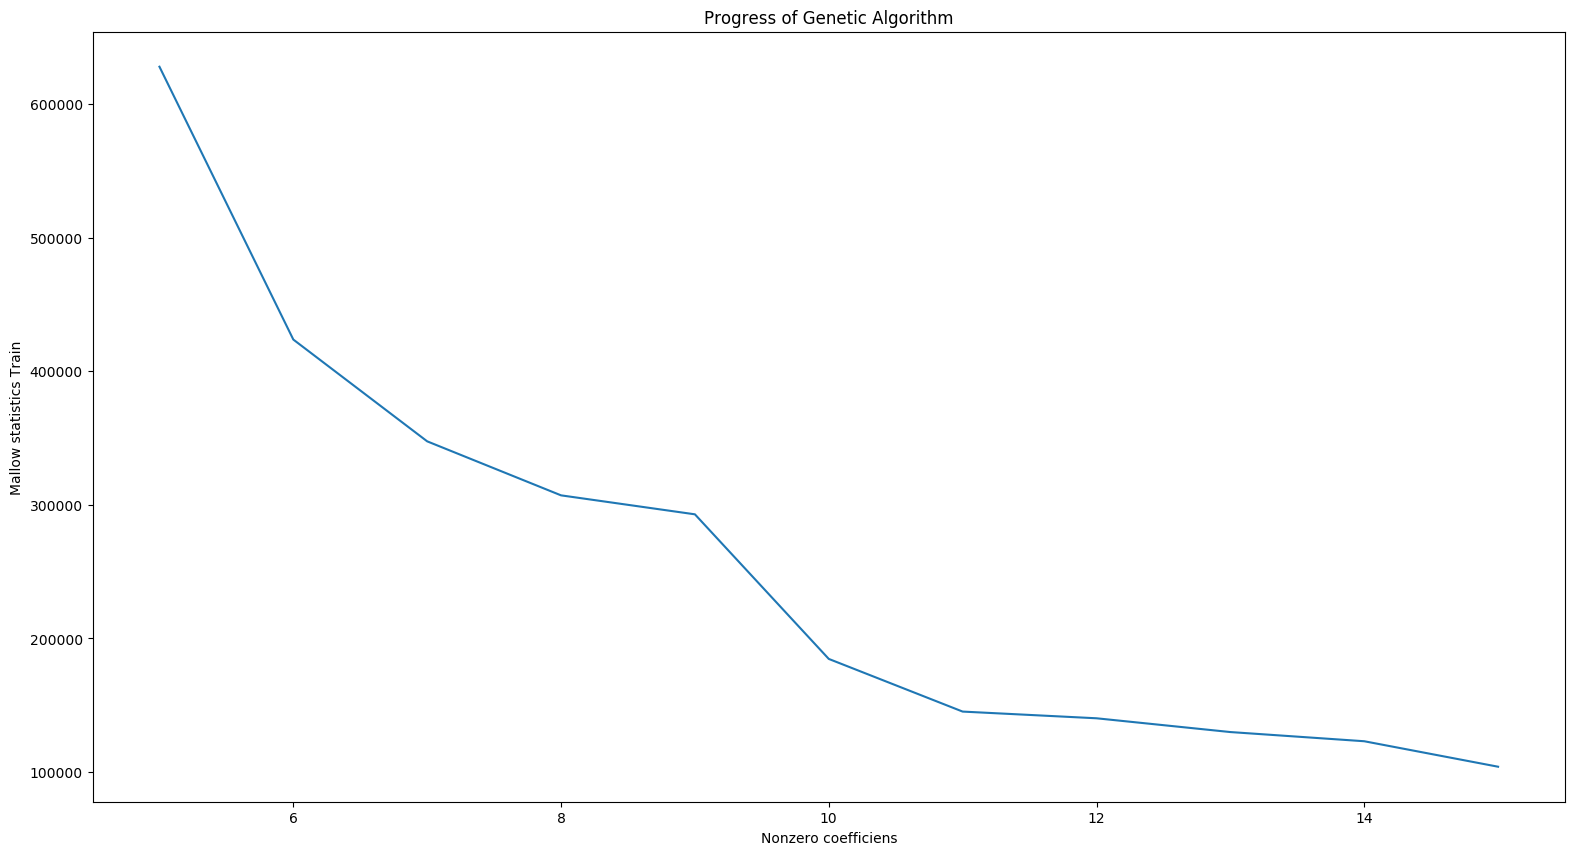 Progress of Genetic Algorithm
600000
500000
400000
300000
200000
100000
Mallow statistics Train
6 8 10 12 14
Nonzero coefficiens